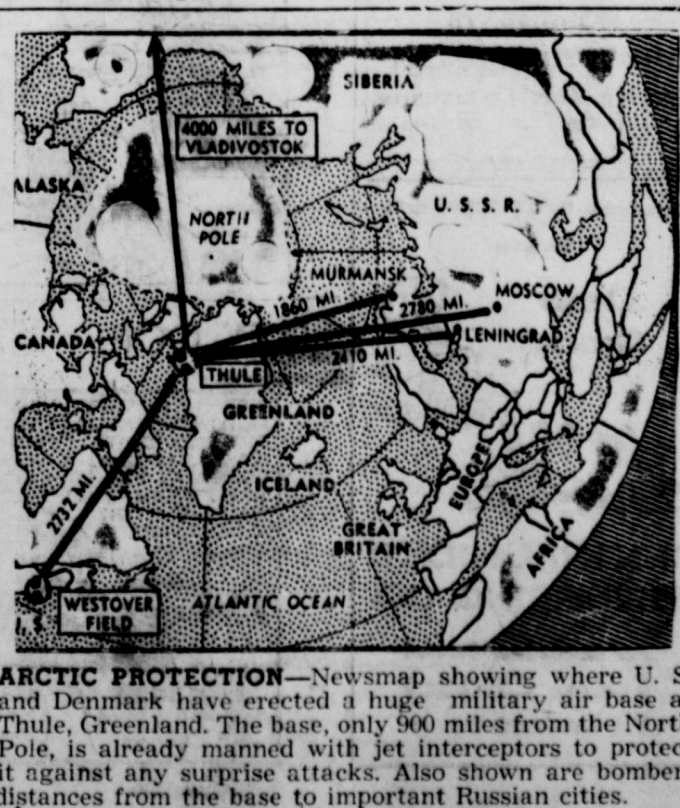 SIBERIA
4000 MILES TO
VLADIVOSTOK
ALASKA
NORTH
POLE
U. S. S. R.
MURMANSK
MOSCOW
1860 MI.
2780 MI.
LENINGRAD
CANADA
2410 MI.
THULE
GREENLAND
EUROPE
ICELAND
2732 MI.
GREAT
BRITAIN
AFRICA
WESTOVER
FIELD
ATLANTIC OCEAN
. S.
ARCTIC PROTECTION—Newsmap showing where U. S
and Denmark have erected a huge military air base a
Thule, Greenland. The base, only 900 miles from the Nort
Pole, is already manned with jet interceptors to protec
it against any surprise attacks. Also shown are bomber
distances from the base to important Russian cities.